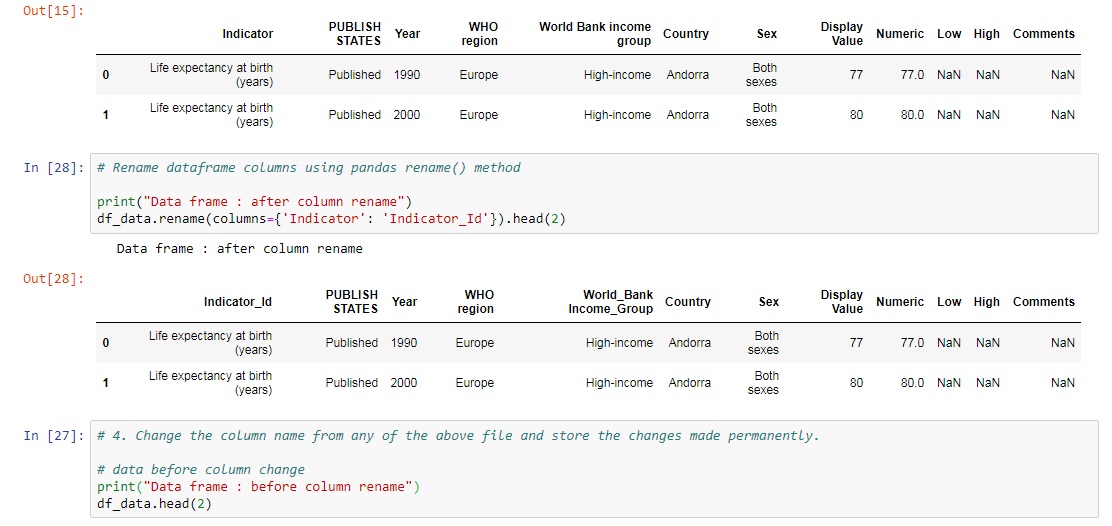 Out[15]:
Indicator PUBLISH STATES Year WHO region World Bank income group Country Sex Display Value Numeric Low High Comments
0 Life expectancy at birth (years) Published 1990 Europe High-income Andorra Both sexes 77 77.0 NaN NaN NaN
1 Life expectancy at birth (years) Published 2000 Europe High-income Andorra Both sexes 80 80.0 NaN NaN NaN
In [28]: # Rename dataframe columns using pandas rename() method
print("Data frame : after column rename")
df_data.rename(columns={'Indicator': 'Indicator_Id'}).head(2)
Data frame : after column rename
Out[28]:
Indicator_Id PUBLISH STATES Year WHO region World_Bank Income_Group Country Sex Display Value Numeric Low High Comments
0 Life expectancy at birth (years) Published 1990 Europe High-income Andorra Both sexes 77 77.0 NaN NaN NaN
1 Life expectancy at birth (years) Published 2000 Europe High-income Andorra Both sexes 80 80.0 NaN NaN NaN
In [27]: # 4. Change the column name from any of the above file and store the changes made permanently.
# data before column change
print("Data frame : before column rename")
df_data.head(2)